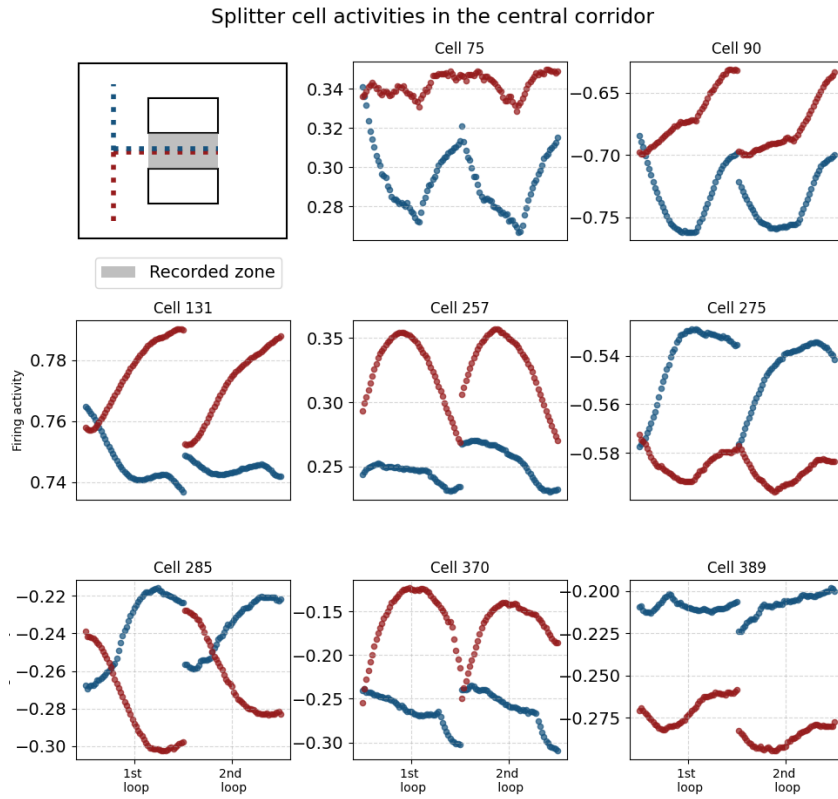 Splitter cell activities in the central corridor
Recorded zone
Cell 75
0.34
0.32
0.30
0.28
Cell 90
−0.65
−0.70
−0.75
Firing activity
Cell 131
0.78
0.76
0.74
Cell 257
0.35
0.30
0.25
Cell 275
−0.54
−0.56
−0.58
Cell 285
−0.22
−0.24
−0.26
−0.28
−0.30
1st
loop
2nd
loop
Cell 370
−0.15
−0.20
−0.25
−0.30
1st
loop
2nd
loop
Cell 389
−0.200
−0.225
−0.250
−0.275
1st
loop
2nd
loop